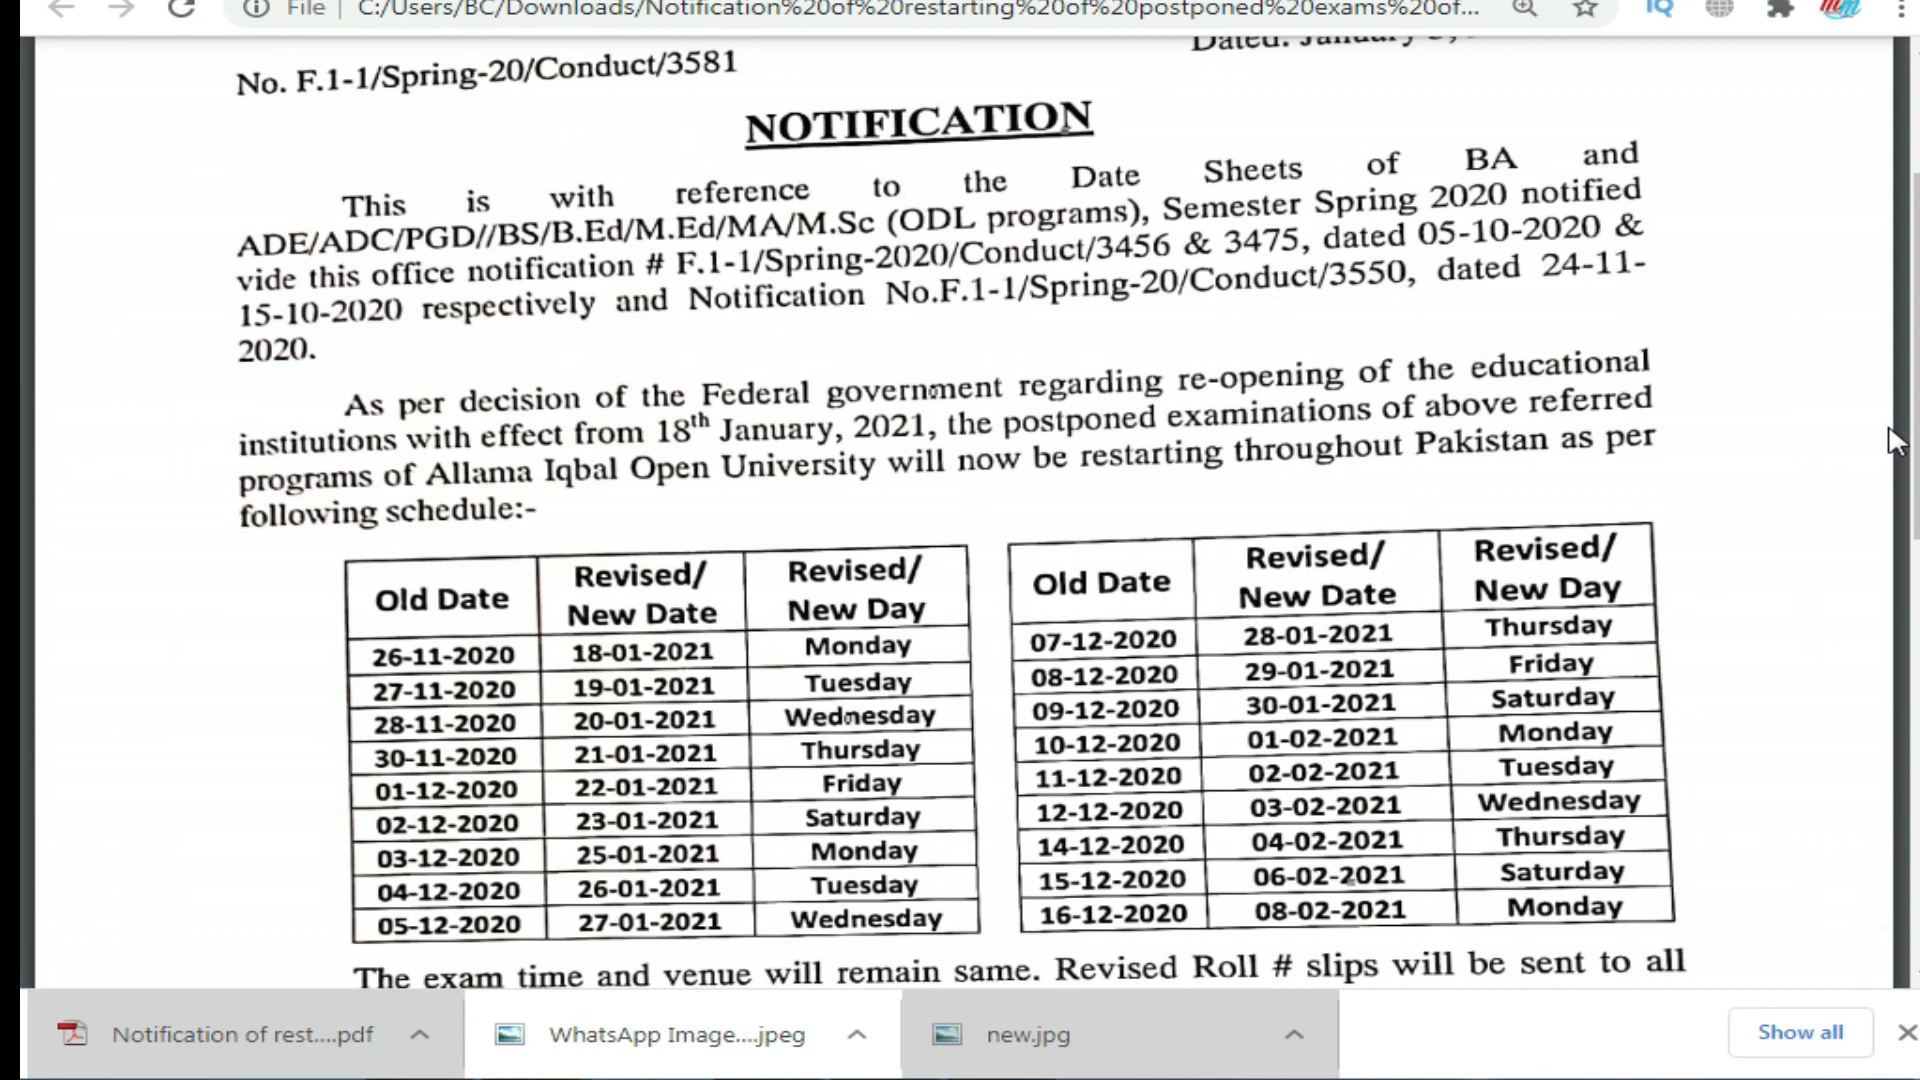 File | C:/Users/BC/Downloads/Notification%20of%20restarting%20of%20postponed%20exams%20of...
Dated: January
No. F.1-1/Spring-20/Conduct/3581
NOTIFICATION
This is with reference to the Date Sheets of BA and
ADE/ADC/PGD//BS/B.Ed/M.Ed/MA/M.Sc (ODL programs), Semester Spring 2020 notified
vide this office notification # F.1-1/Spring-2020/Conduct/3456 & 3475, dated 05-10-2020 &
15-10-2020 respectively and Notification No.F.1-1/Spring-20/Conduct/3550, dated 24-11-
2020.
As per decision of the Federal government regarding re-opening of the educational
institutions with effect from 18th January, 2021, the postponed examinations of above referred
programs of Allama Iqbal Open University will now be restarting throughout Pakistan as per
following schedule:-
Old Date Revised/ New Date Revised/ New Day
26-11-2020 18-01-2021 Monday
27-11-2020 19-01-2021 Tuesday
28-11-2020 20-01-2021 Wednesday
30-11-2020 21-01-2021 Thursday
01-12-2020 22-01-2021 Friday
02-12-2020 23-01-2021 Saturday
03-12-2020 25-01-2021 Monday
04-12-2020 26-01-2021 Tuesday
05-12-2020 27-01-2021 Wednesday
Old Date Revised/ New Date Revised/ New Day
07-12-2020 28-01-2021 Thursday
08-12-2020 29-01-2021 Friday
09-12-2020 30-01-2021 Saturday
10-12-2020 01-02-2021 Monday
11-12-2020 02-02-2021 Tuesday
12-12-2020 03-02-2021 Wednesday
14-12-2020 04-02-2021 Thursday
15-12-2020 06-02-2021 Saturday
16-12-2020 08-02-2021 Monday
The exam time and venue will remain same. Revised Roll # slips will be sent to all
Notification of rest....pdf
WhatsApp Image....jpeg
new.jpg
Show all